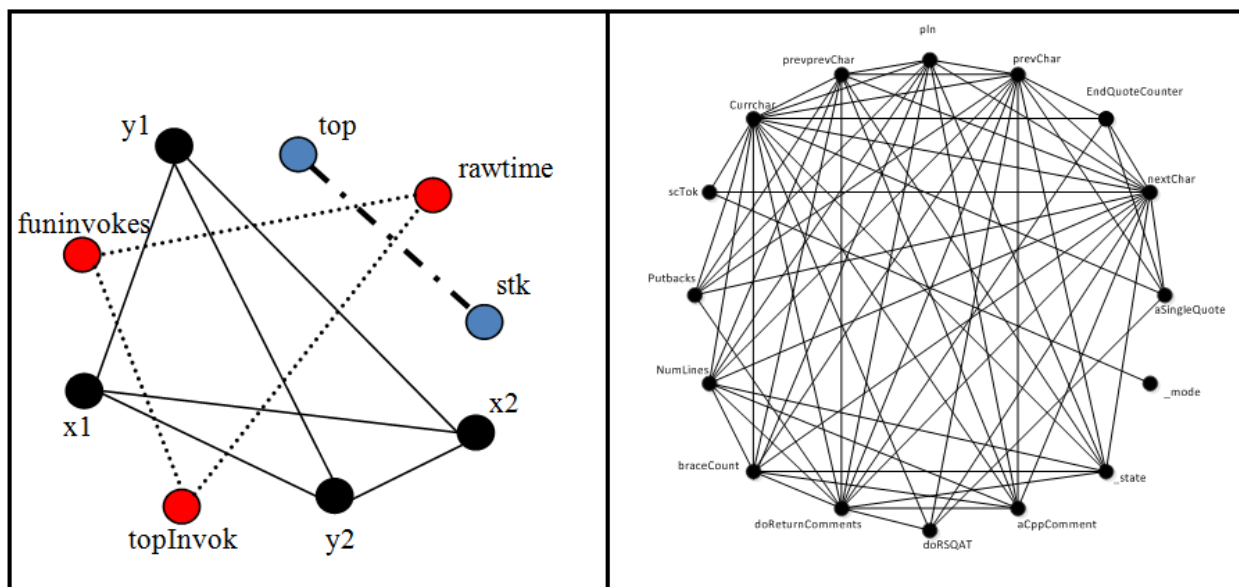 y1
top
rawtime
funinvokes
stk
x1
x2
topInvok
y2
pIn
prevprevChar
prevChar
EndQuoteCounter
Currchar
nextChar
scTok
Putbacks
aSingleQuote
NumLines
_mode
braceCount
_state
doReturnComments
aCppComment
doRSQAT